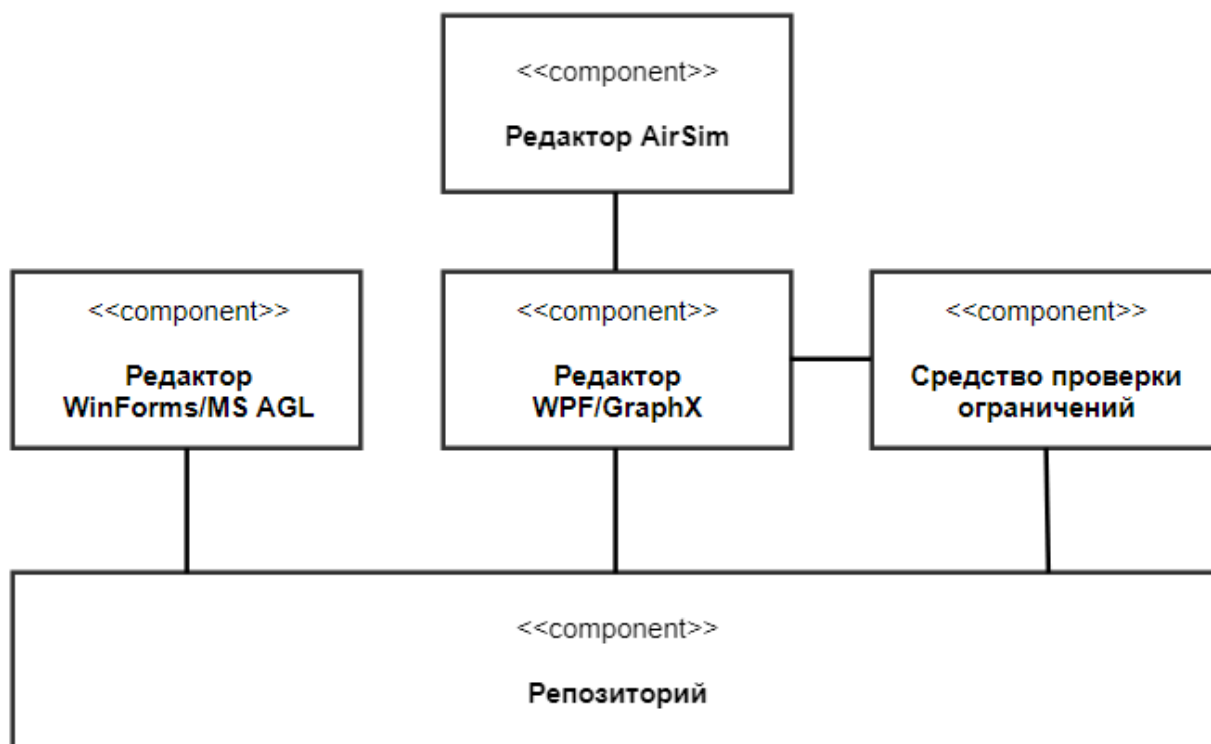 <<component>>
Редактор AirSim
<<component>>
Редактор
WinForms/MS AGL
<<component>>
Редактор
WPF/GraphX
<<component>>
Средство проверки
ограничений
<<component>>
Репозиторий